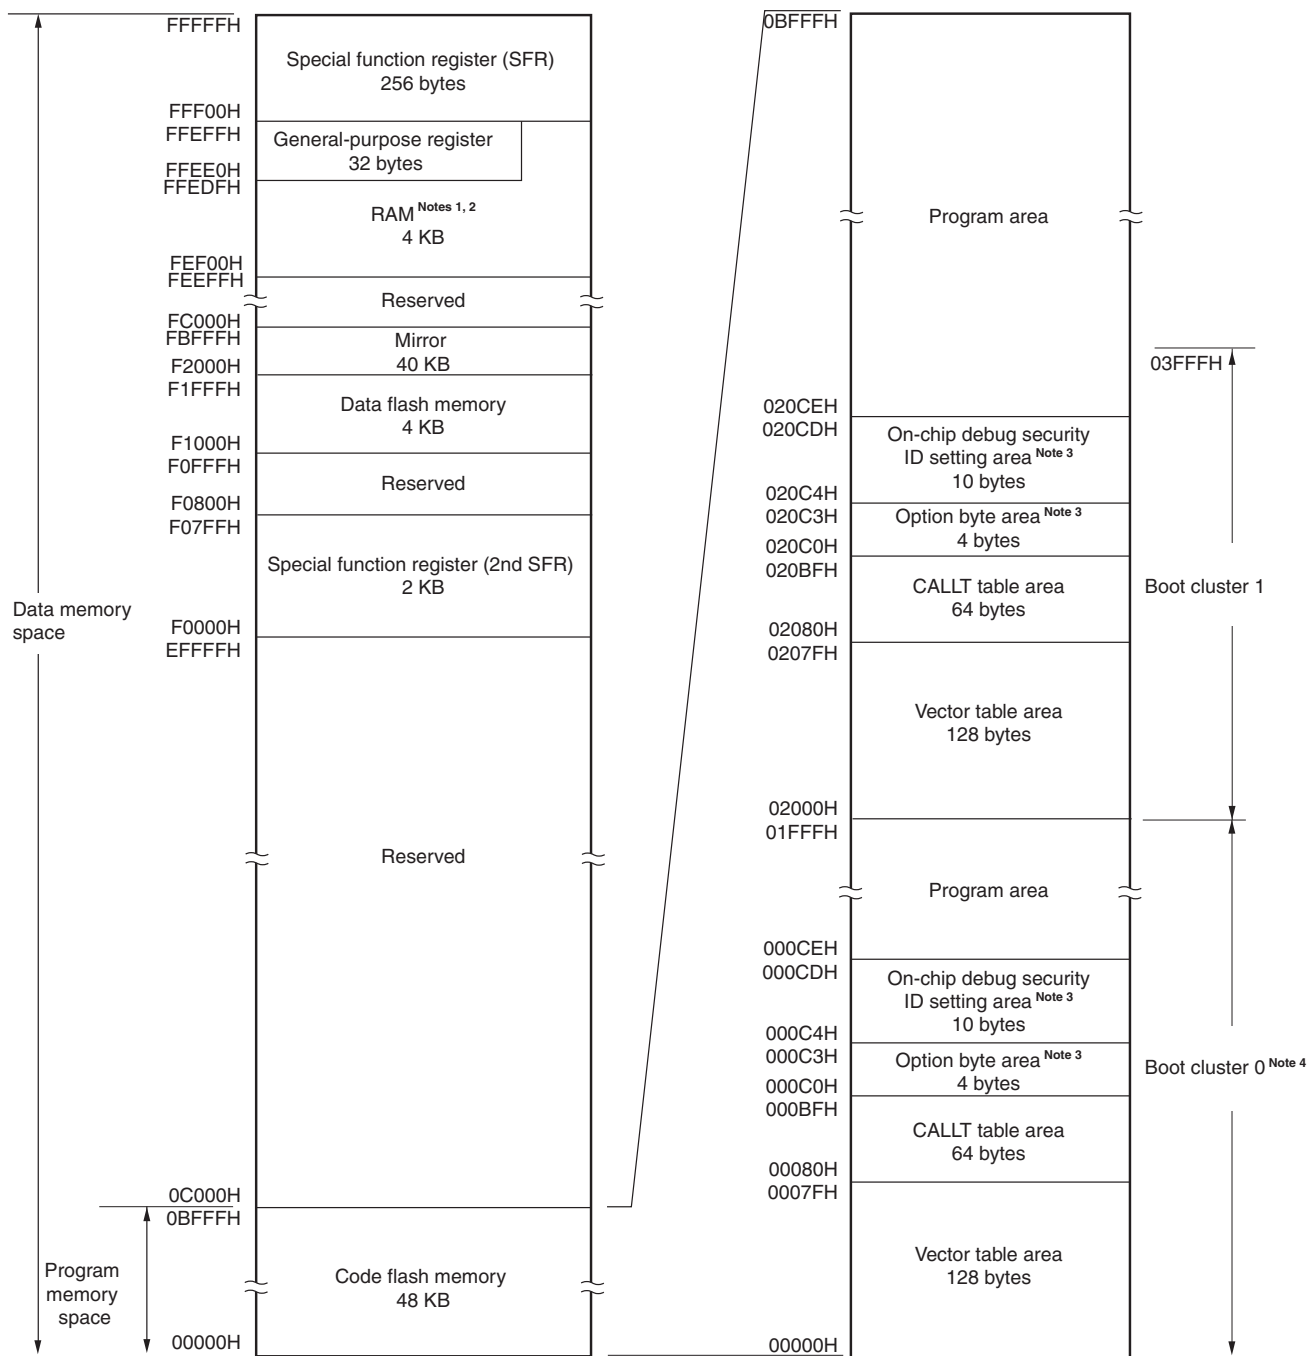 FFFFFH
Special function register (SFR)
256 bytes
FFF00H
FFEFFH
General-purpose register
32 bytes
FFEE0H
FFEDFH
RAM Notes 1, 2
4 KB
FEF00H
FEEFFH
Reserved
FC000H
FBFFFH
Mirror
40 KB
F2000H
F1FFFH
Data flash memory
4 KB
F1000H
F0FFFH
Reserved
F0800H
F07FFH
Special function register (2nd SFR)
2 KB
Data memory
space
F0000H
EFFFFH
Reserved
0C000H
0BFFFH
Program
memory
space
Code flash memory
48 KB
00000H
0BFFFH
Program area
03FFFH
020CEH
020CDH
On-chip debug security
ID setting area Note 3
10 bytes
020C4H
020C3H
Option byte area Note 3
4 bytes
020C0H
020BFH
CALLT table area
64 bytes
Boot cluster 1
02080H
0207FH
Vector table area
128 bytes
02000H
01FFFH
Program area
000CEH
000CDH
On-chip debug security
ID setting area Note 3
10 bytes
000C4H
000C3H
Option byte area Note 3
4 bytes
Boot cluster 0 Note 4
000C0H
000BFH
CALLT table area
64 bytes
00080H
0007FH
Vector table area
128 bytes
00000H